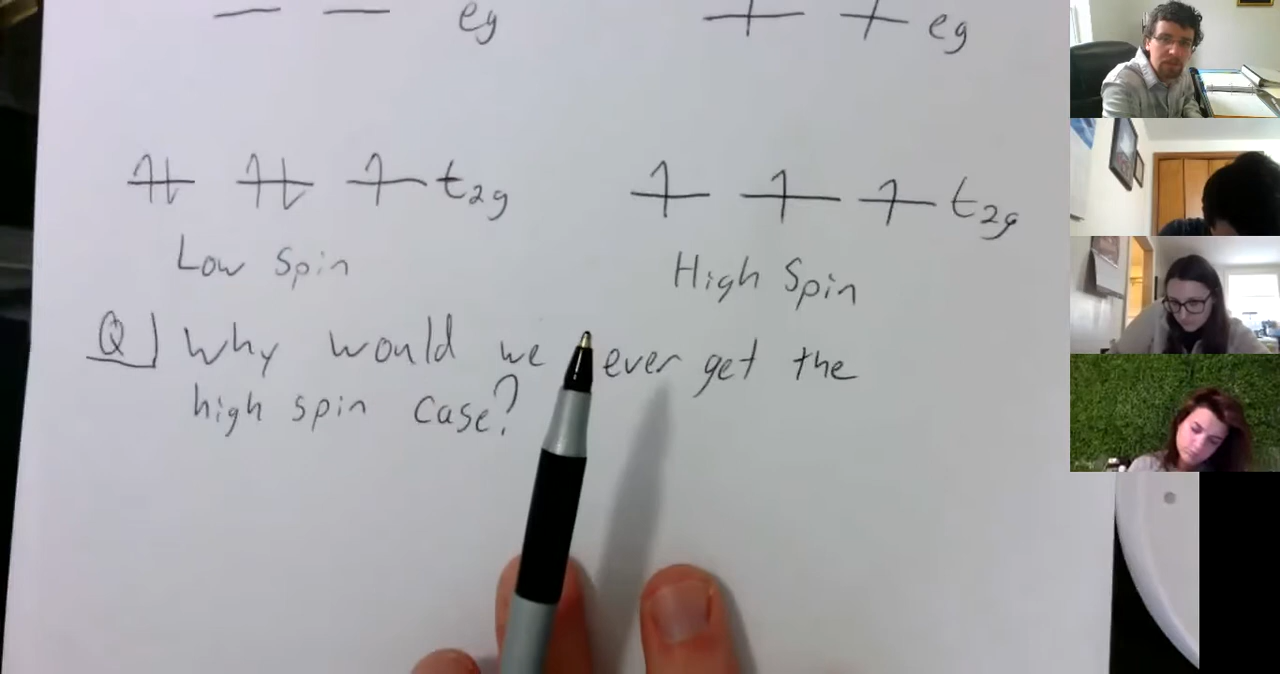 eg eg
t2g t2g
Low Spin High Spin
Q] Why would we ever get the
high spin case?